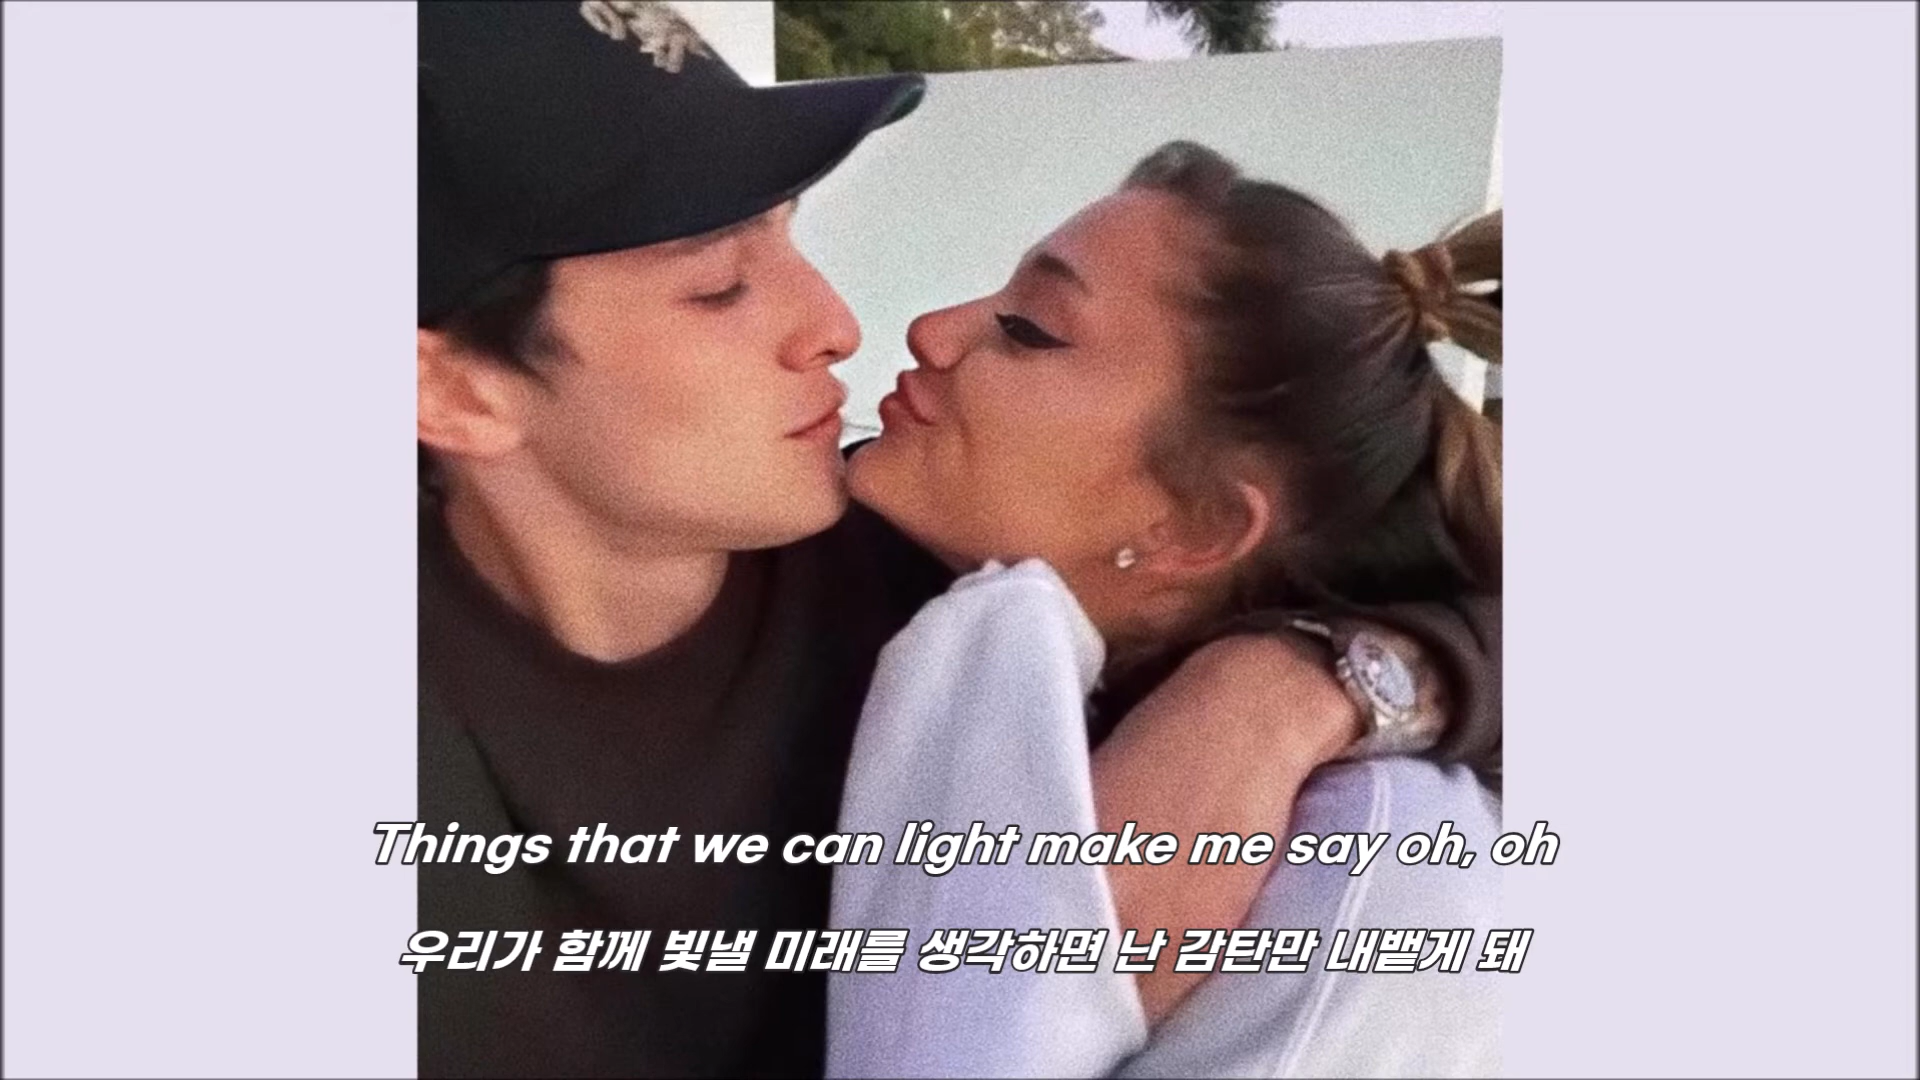 Things that we can light make me say oh, oh
우리가 함께 빛낼 미래를 생각하면 난 감탄만 내뱉게 돼